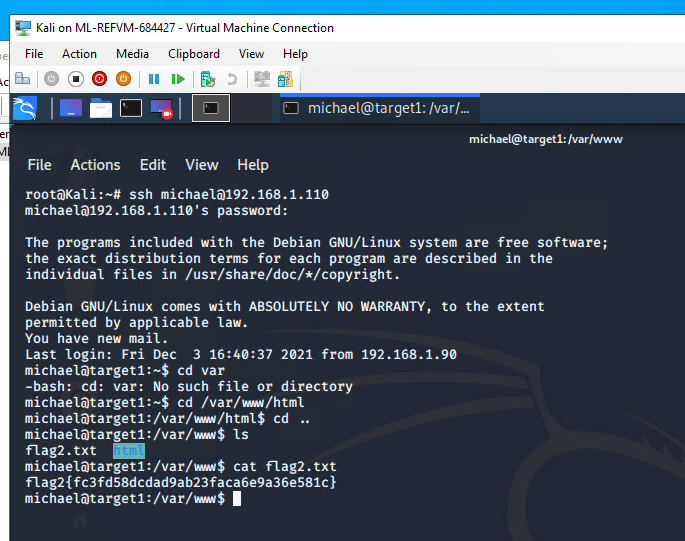 Kali on ML-REFVM-684427 - Virtual Machine Connection
File Action Media Clipboard View Help
michael@target1: /var/...
michael@target1: /var/www
File Actions Edit View Help
root@Kali:~# ssh michael@192.168.1.110
michael@192.168.1.110's password:
The programs included with the Debian GNU/Linux system are free software;
the exact distribution terms for each program are described in the
individual files in /usr/share/doc/*/copyright.
Debian GNU/Linux comes with ABSOLUTELY NO WARRANTY, to the extent
permitted by applicable law.
You have new mail.
Last login: Fri Dec  3 16:40:37 2021 from 192.168.1.90
michael@target1:~$ cd var
-bash: cd: var: No such file or directory
michael@target1:~$ cd /var/www/html
michael@target1:/var/www/html$ cd ..
michael@target1:/var/www$ ls
flag2.txt  html
michael@target1:/var/www$ cat flag2.txt
flag2{fc3fd58dcdad9ab23faca6e9a36e581c}
michael@target1:/var/www$